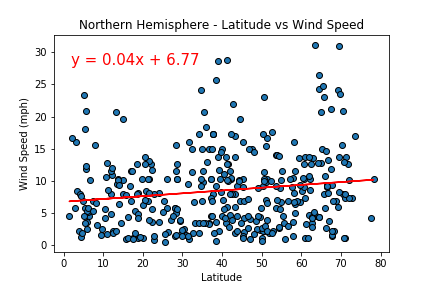 Northern Hemisphere - Latitude vs Wind Speed
y = 0.04x + 6.77
Wind Speed (mph)
30
25
20
15
10
5
0
0 10 20 30 40 50 60 70 80
Latitude